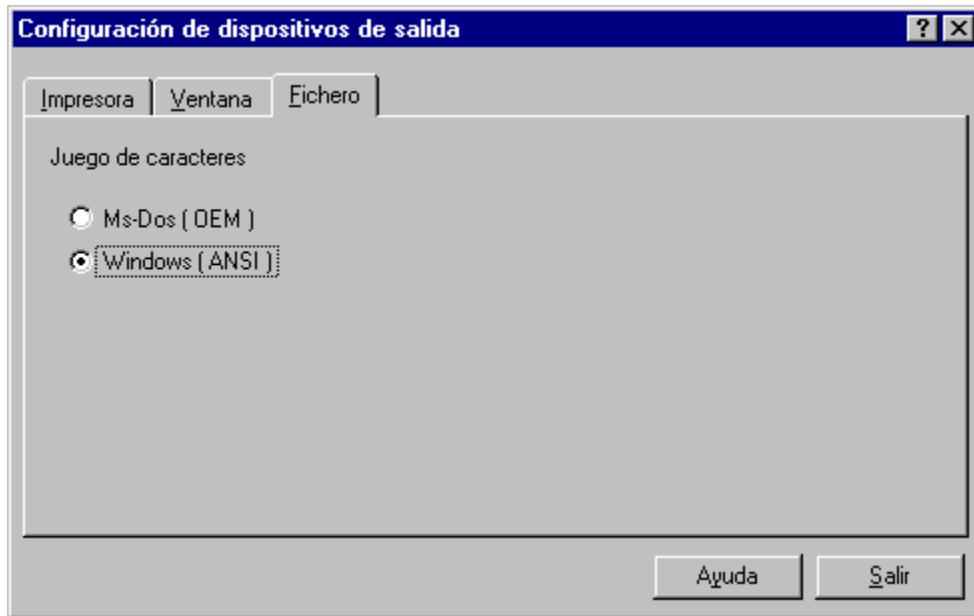 Configuración de dispositivos de salida
Impresora Ventana Fichero
Juego de caracteres
Ms-Dos ( OEM )
Windows ( ANSI )
Ayuda Salir